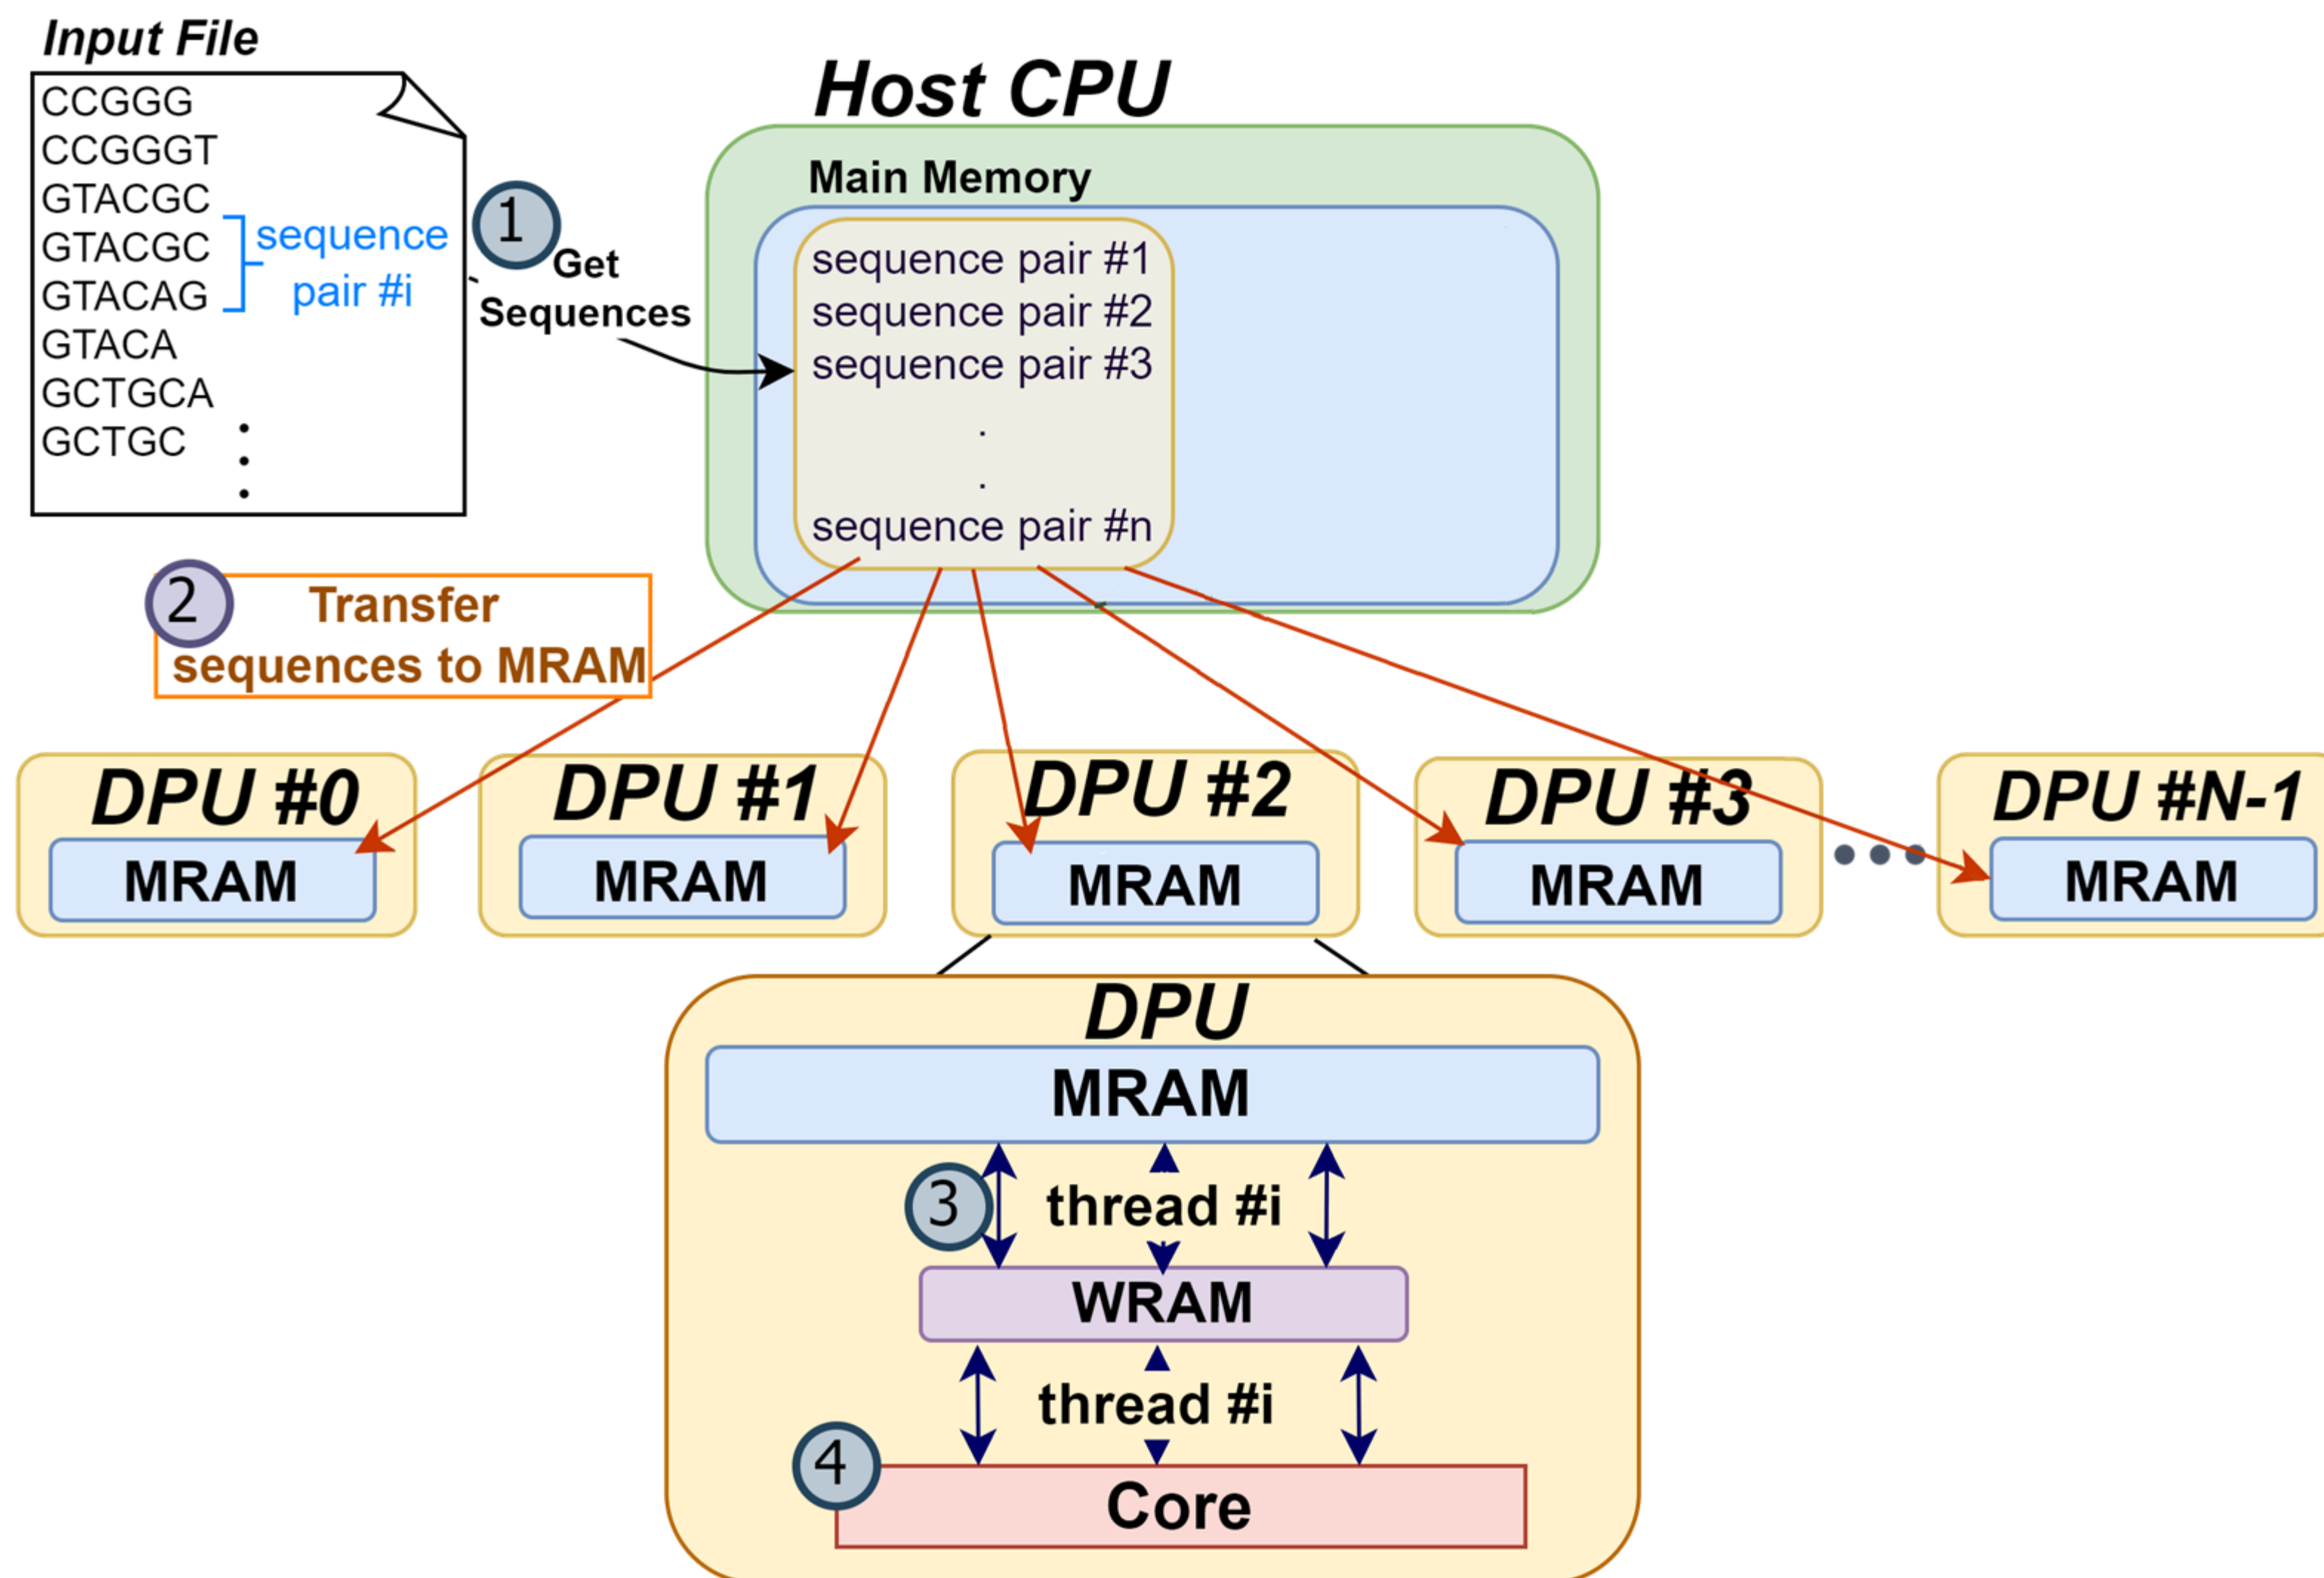 Input File
CCGGG
CCGGGT
GTACGC
GTACGC
GTACAG
GTACA
GCTGCA
GCTGC
sequence
pair #i
1
Get
Sequences
Host CPU
Main Memory
sequence pair #1
sequence pair #2
sequence pair #3
.
.
sequence pair #n
2
Transfer
sequences to MRAM
DPU #0
MRAM
DPU #1
MRAM
DPU #2
MRAM
DPU #3
MRAM
DPU #N-1
MRAM
DPU
MRAM
3
thread #i
WRAM
thread #i
4
Core